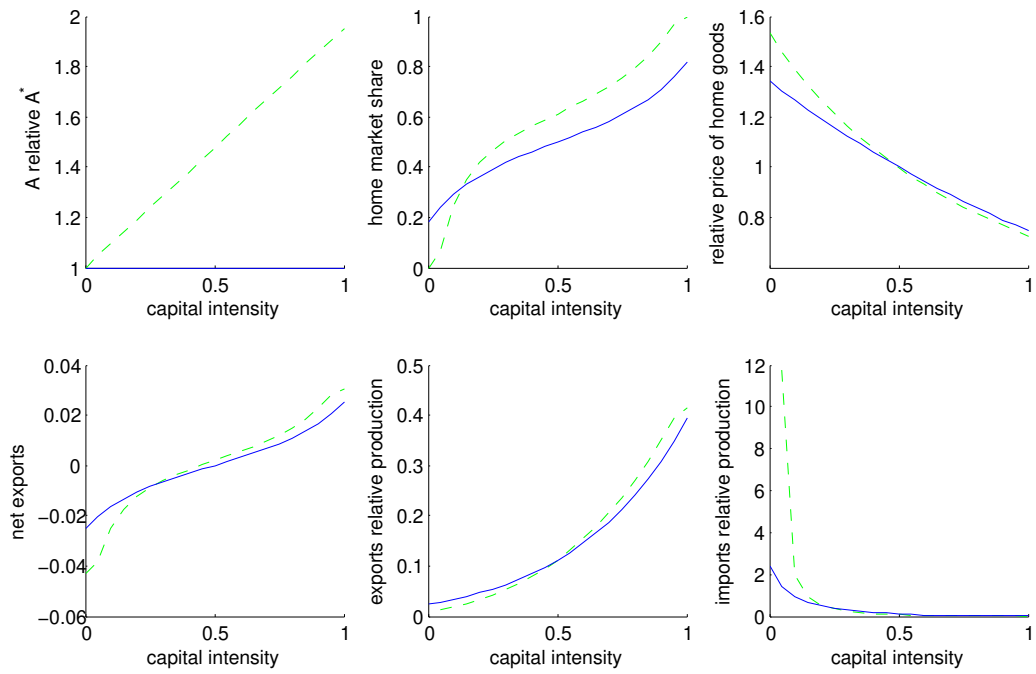 2
1.8
1.6
1.4
1.2
1
0 0.5 1
capital intensity
A relative A*
1
0.8
0.6
0.4
0.2
0
0 0.5 1
capital intensity
home market share
1.6
1.4
1.2
1
0.8
0 0.5 1
capital intensity
relative price of home goods
0.04
0.02
0
−0.02
−0.04
−0.06
0 0.5 1
capital intensity
net exports
0.5
0.4
0.3
0.2
0.1
0
0 0.5 1
capital intensity
exports relative production
12
10
8
6
4
2
0
0 0.5 1
capital intensity
imports relative production